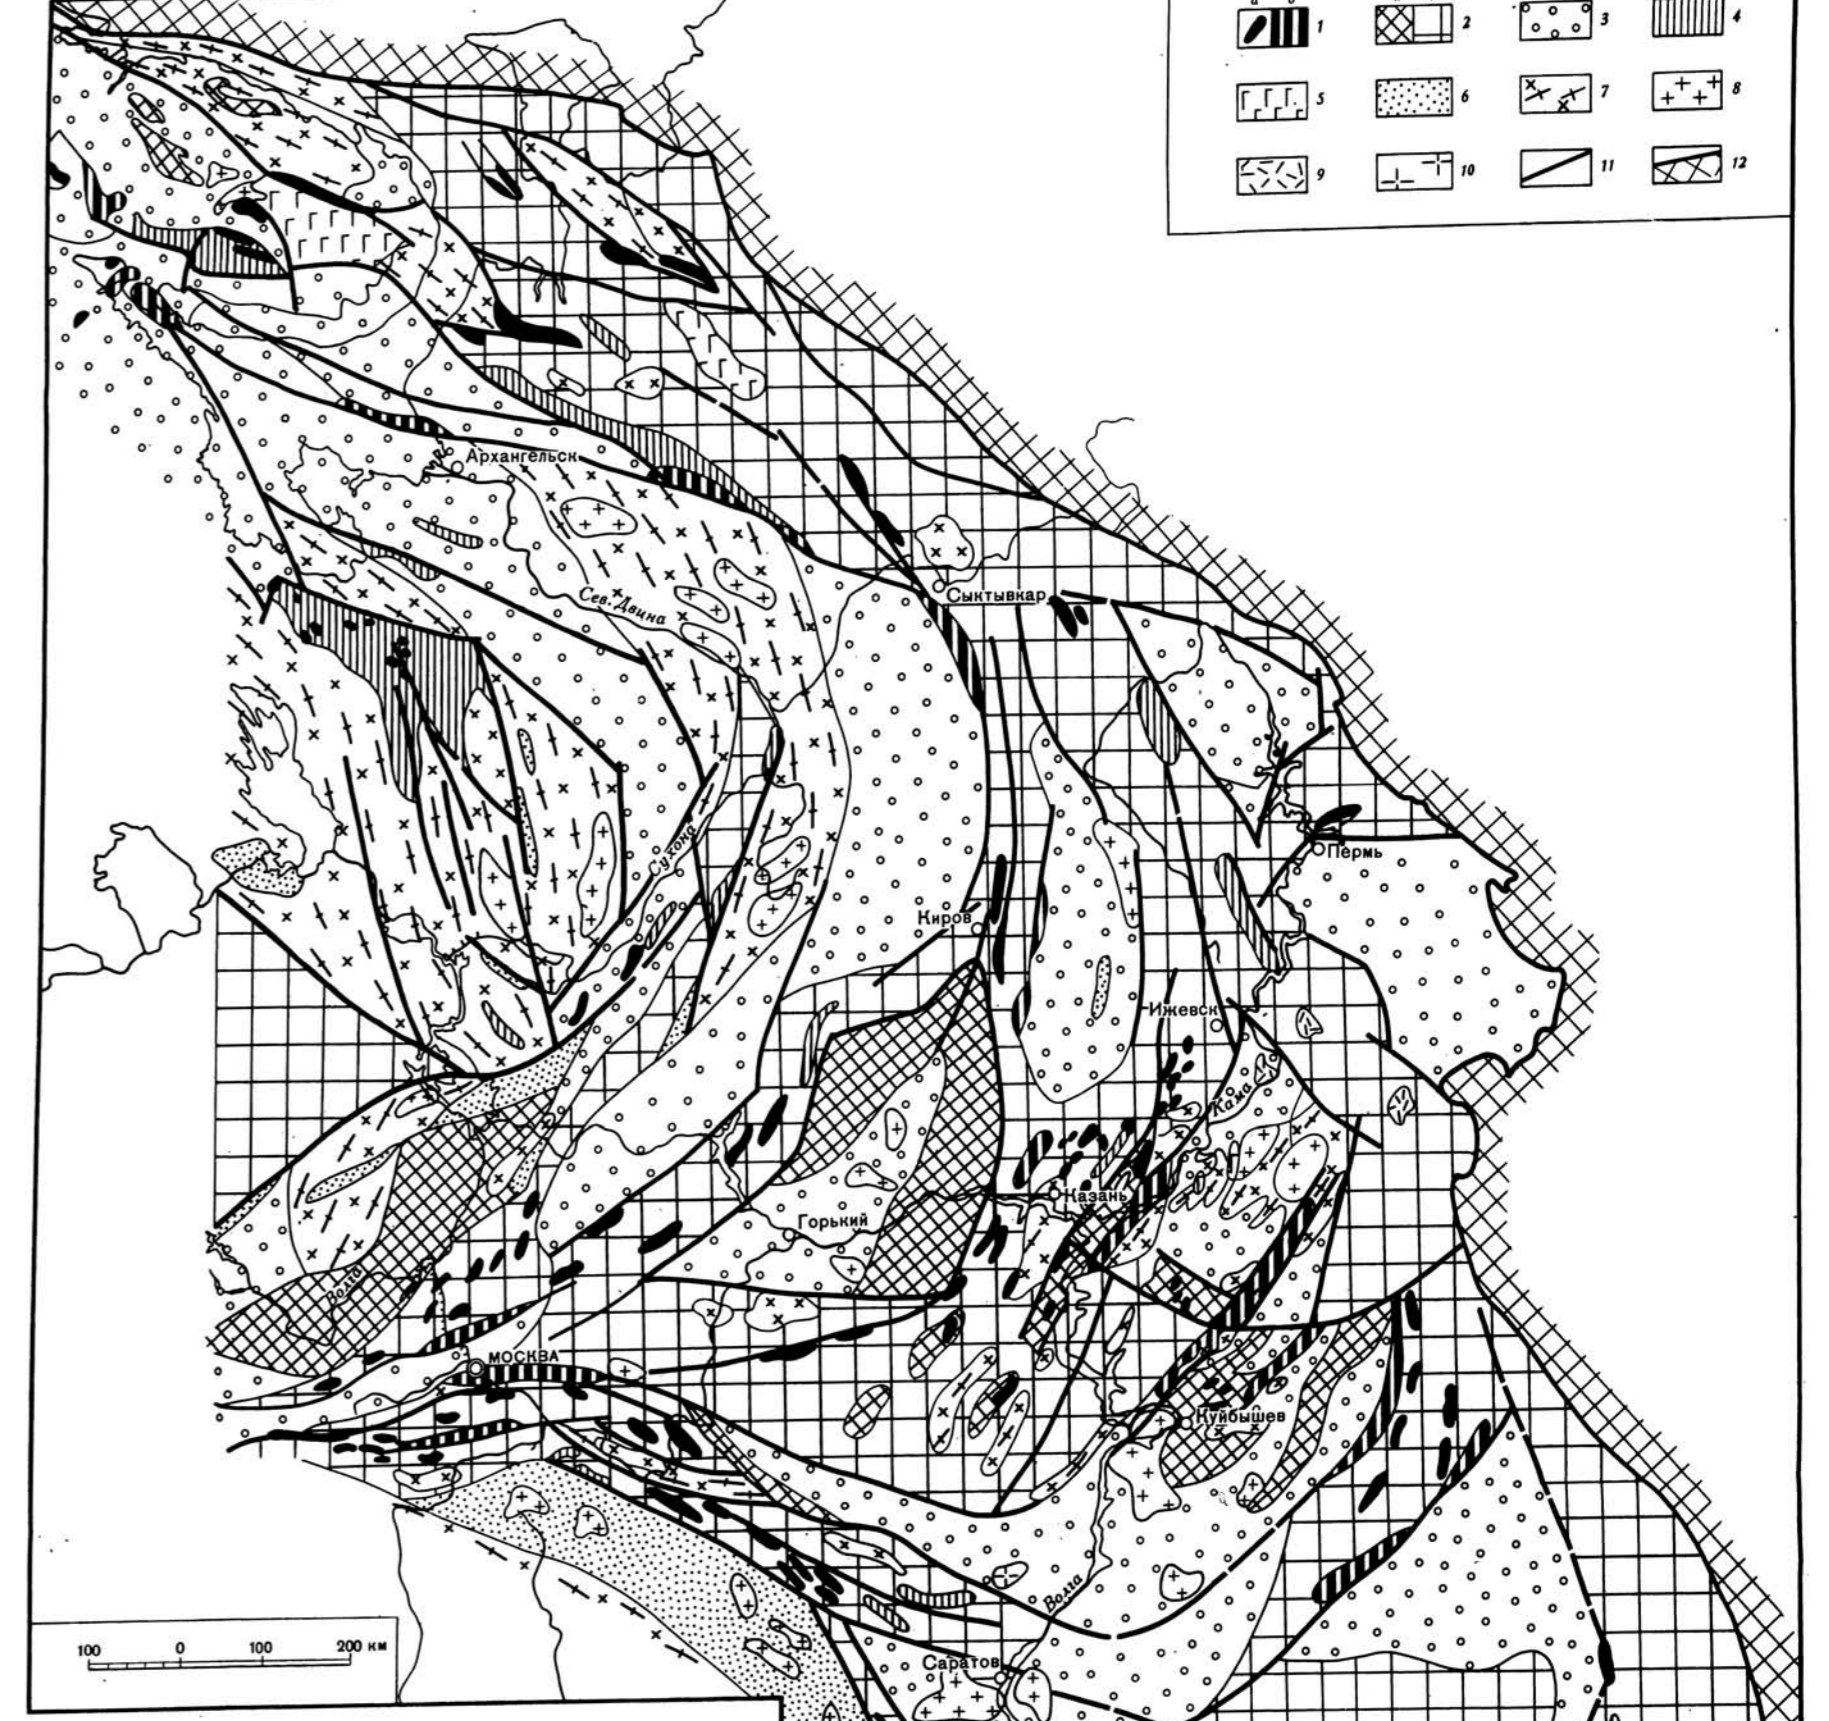 а б
1
2
3
4
5
6
7
8
9
10
11
12
Архангельск
Сев. Двина
Сыктывкар
Сухона
Пермь
Киров
Ижевск
Кама
Казань
Горький
Волга
МОСКВА
Куйбышев
Волга
Саратов
100 0 100 200 км